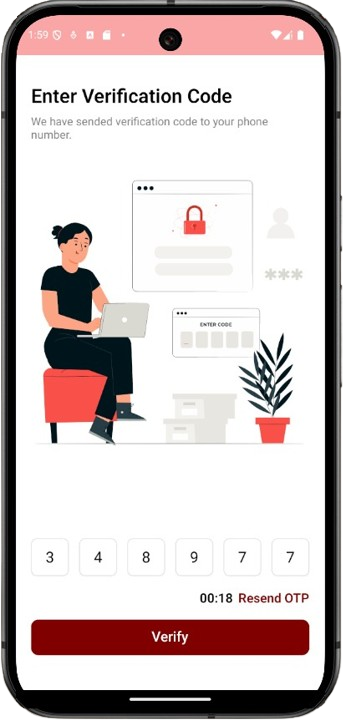 1:59
Enter Verification Code
We have sent verification code to your phone
number.
***
ENTER CODE
3 4 8 9 7 7
00:18 Resend OTP
Verify